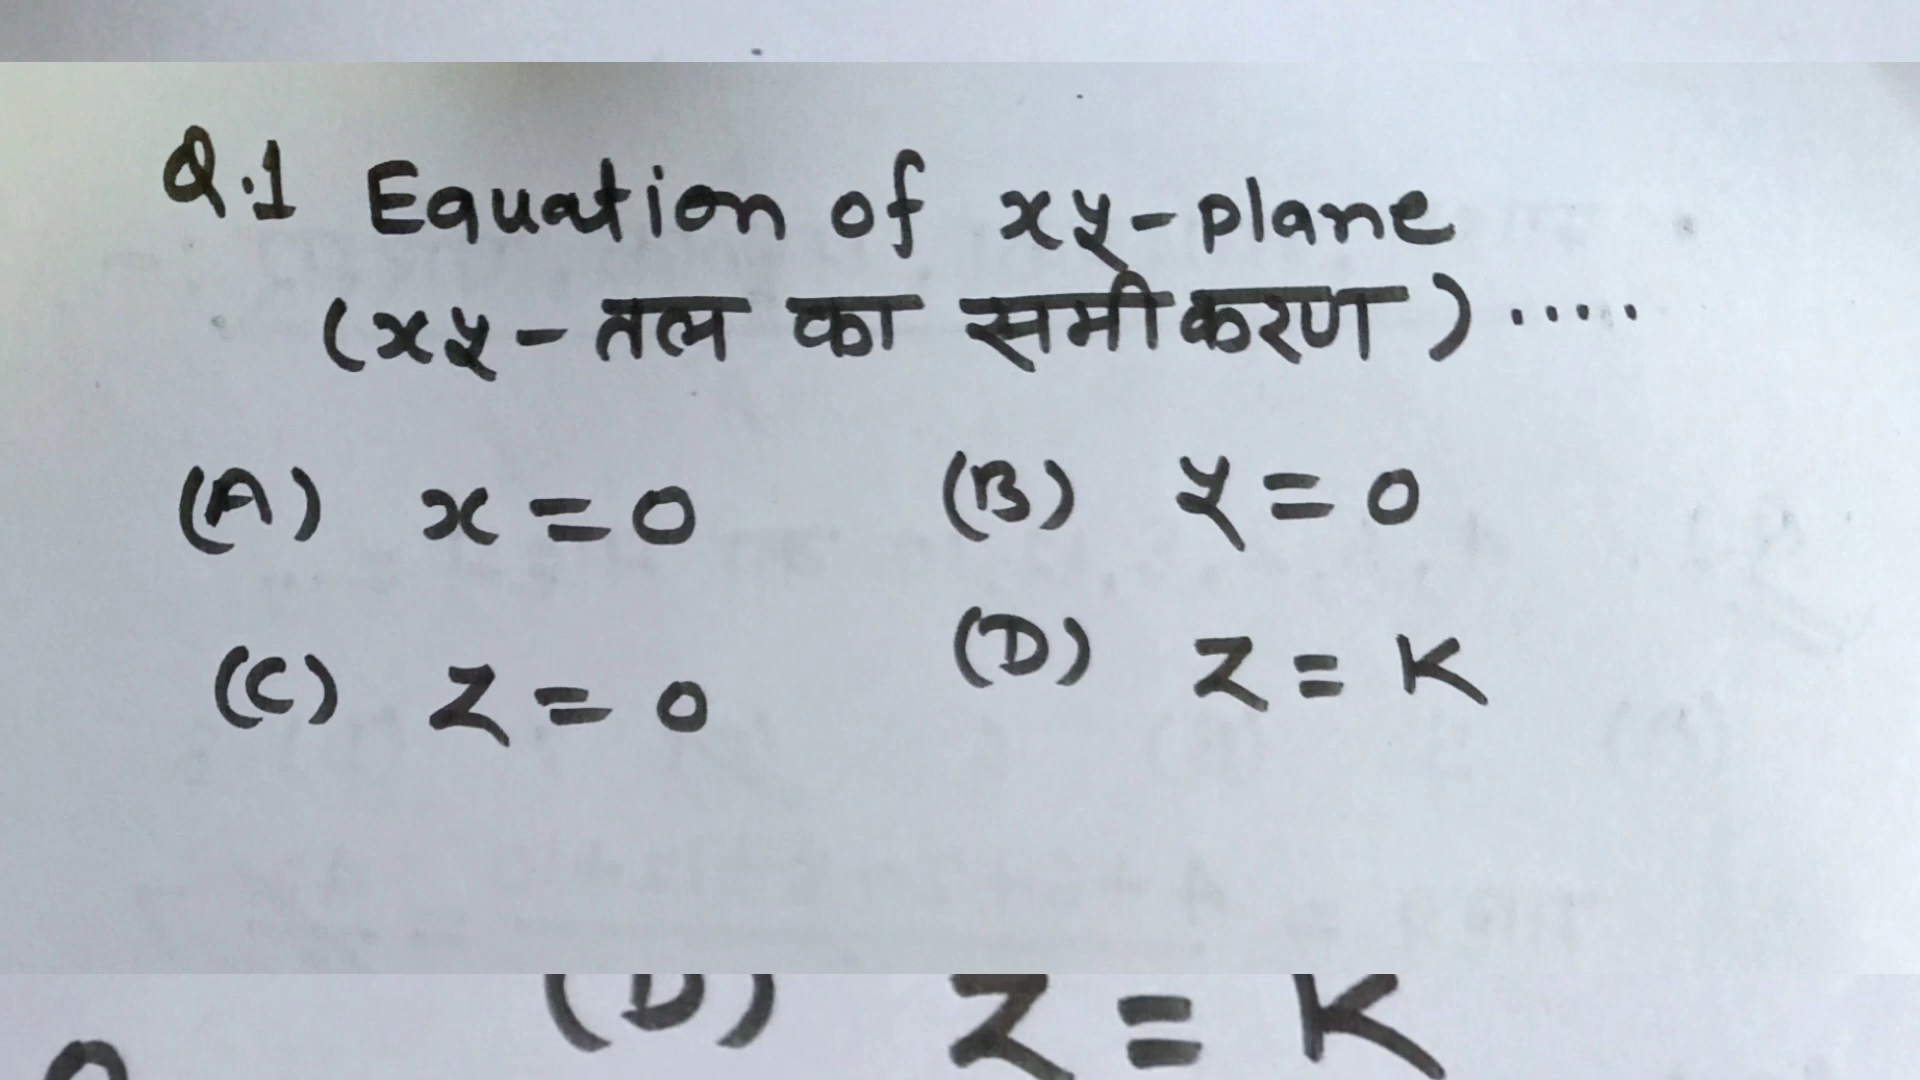 Q.1 Equation of xy-plane
(xy-तल का समीकरण) .....
(A) x = 0 (B) y = 0
(C) z = 0 (D) z = K
(D) z = K